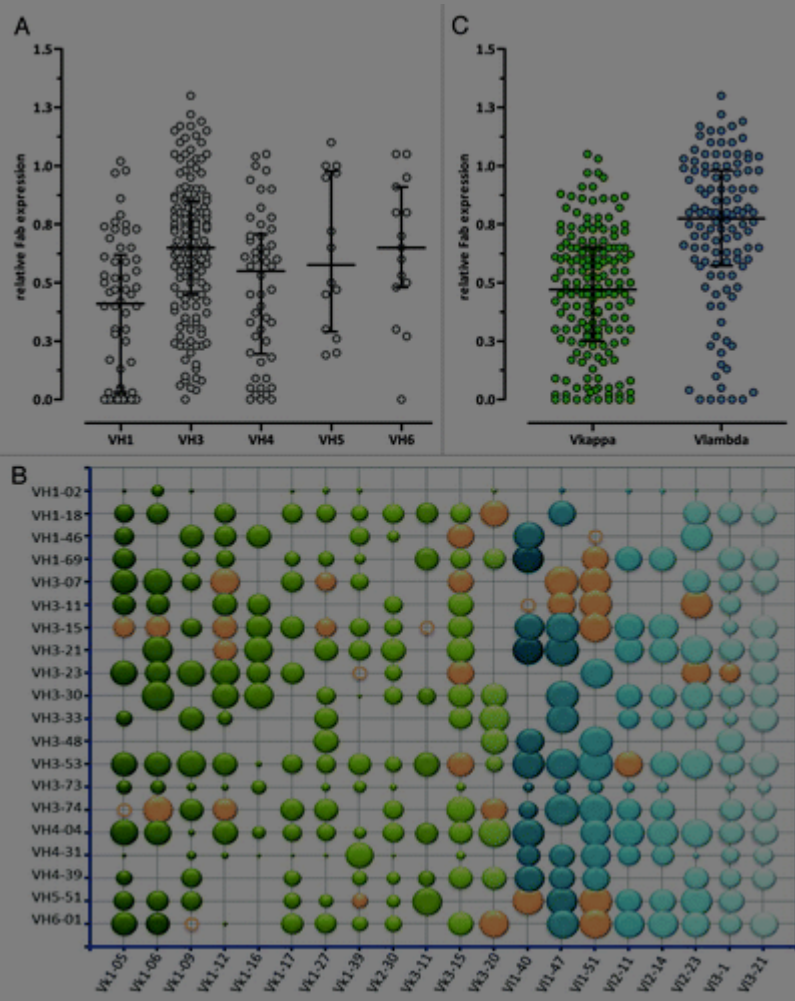 A
1.5
1.3
1.0
0.8
0.5
0.3
0.0
relative Fab expression
VH1 VH3 VH4 VH5 VH6
C
1.5
1.3
1.0
0.8
0.5
0.3
0.0
relative Fab expression
Vkappa Vlambda
B
VH1-02
VH1-18
VH1-46
VH1-69
VH3-07
VH3-11
VH3-15
VH3-21
VH3-23
VH3-30
VH3-33
VH3-48
VH3-53
VH3-73
VH3-74
VH4-04
VH4-31
VH4-39
VH5-51
VH6-01
Vk1-05 Vk1-06 Vk1-09 Vk1-12 Vk1-16 Vk1-17 Vk1-27 Vk1-39 Vk2-30 Vk3-11 Vk3-15 Vk3-20 Vl1-40 Vl1-47 Vl1-51 Vl2-11 Vl2-14 Vl2-23 Vl3-1 Vl3-21